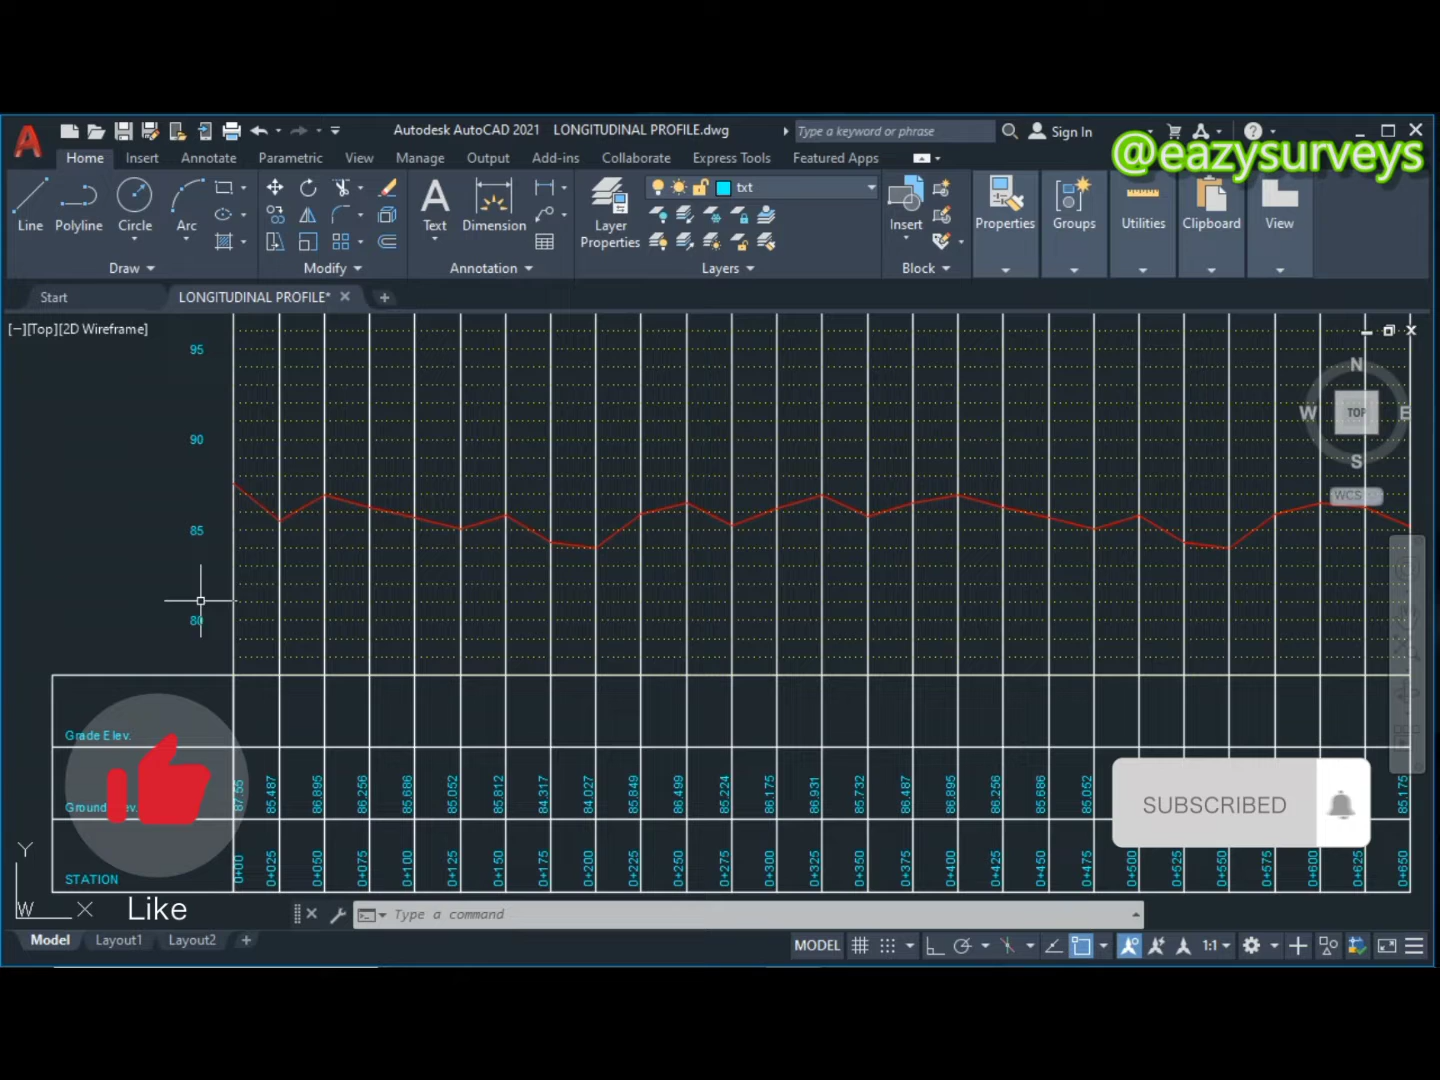 Autodesk AutoCAD 2021 LONGITUDINAL PROFILE.dwg
Type a keyword or phrase
Sign In
@eazysurveys
Home Insert Annotate Parametric View Manage Output Add-ins Collaborate Express Tools Featured Apps
txt
Line Polyline Circle Arc Text Dimension Layer Properties Insert Properties Groups Utilities Clipboard View
Draw Modify Annotation Layers Block
Start LONGITUDINAL PROFILE*
[−][Top][2D Wireframe]
N
W TOP E
S
WCS
95
90
85
80
Grade Elev.
87.55 85.487 86.895 86.256 85.686 85.052 85.812 84.317 84.027 85.849 86.499 85.224 86.175 86.931 85.732 86.487 86.895 86.256 85.686 85.052 85.175
SUBSCRIBED
STATION 0+00 0+025 0+050 0+075 0+100 0+125 0+150 0+175 0+200 0+225 0+250 0+275 0+300 0+325 0+350 0+375 0+400 0+425 0+450 0+475 0+500 0+525 0+550 0+575 0+600 0+625 0+650
Y
W X
Like
Type a command
Model Layout1 Layout2
MODEL 1:1